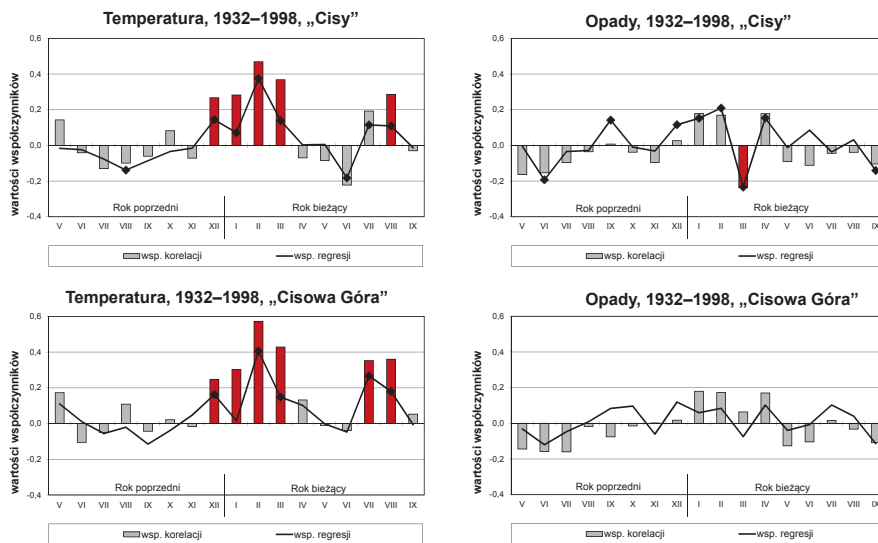 Temperatura, 1932–1998, „Cisy”
wartości współczynników
0,6
0,4
0,2
0,0
-0,2
-0,4
Rok poprzedni
Rok bieżący
V VI VII VIII IX X XI XII I II III IV V VI VII VIII IX
wsp. korelacji
wsp. regresji
Opady, 1932–1998, „Cisy”
wartości współczynników
0,6
0,4
0,2
0,0
-0,2
-0,4
Rok poprzedni
Rok bieżący
V VI VII VIII IX X XI XII I II III IV V VI VII VIII IX
wsp. korelacji
wsp. regresji
Temperatura, 1932–1998, „Cisowa Góra”
wartości współczynników
0,6
0,4
0,2
0,0
-0,2
-0,4
Rok poprzedni
Rok bieżący
V VI VII VIII IX X XI XII I II III IV V VI VII VIII IX
wsp. korelacji
wsp. regresji
Opady, 1932–1998, „Cisowa Góra”
wartości współczynników
0,6
0,4
0,2
0,0
-0,2
-0,4
Rok poprzedni
Rok bieżący
V VI VII VIII IX X XI XII I II III IV V VI VII VIII IX
wsp. korelacji
wsp. regresji